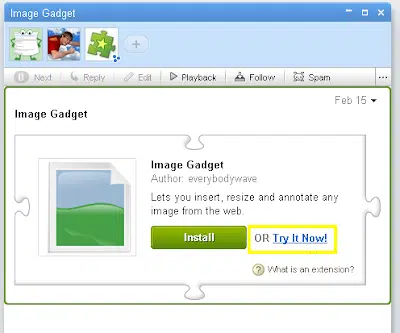 Image Gadget
Next Reply Edit Playback Follow Spam ...
Feb 15
Image Gadget
Image Gadget
Author: everybodywave
Lets you insert, resize and annotate any
image from the web.
Install OR Try It Now!
What is an extension?